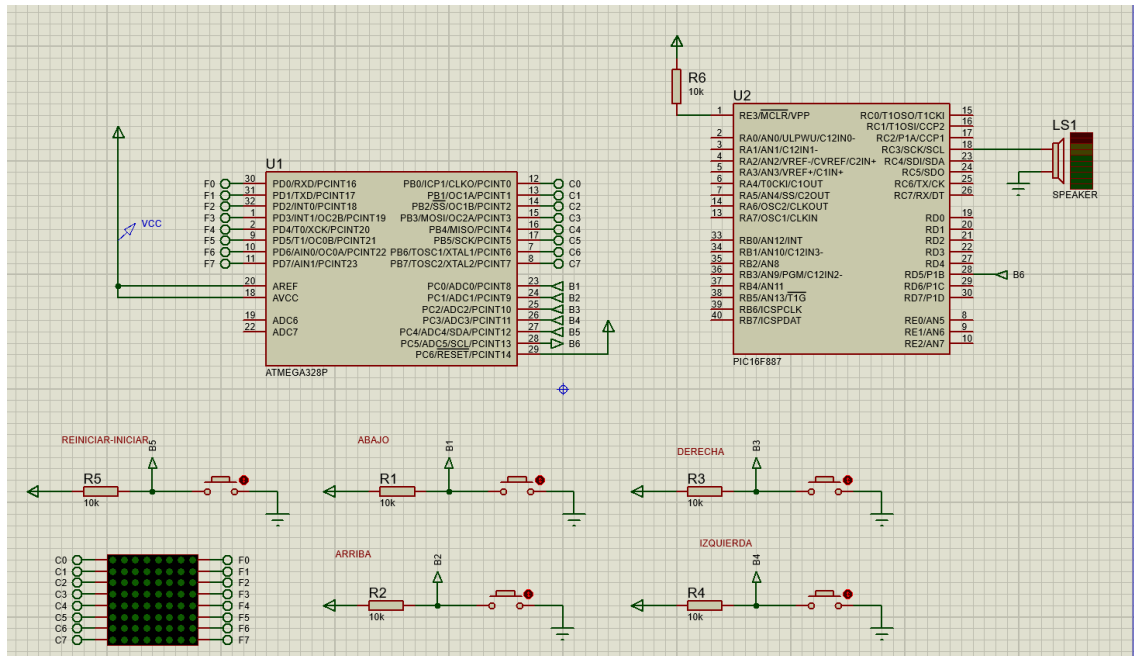 R6
10k
U2
1 RE3/MCLR/VPP RC0/T1OSO/T1CKI 15
RC1/T1OSI/CCP2 16
2 RA0/AN0/ULPWU/C12IN0- RC2/P1A/CCP1 17
3 RA1/AN1/C12IN1- RC3/SCK/SCL 18
4 RA2/AN2/VREF-/CVREF/C2IN+ RC4/SDI/SDA 23
5 RA3/AN3/VREF+/C1IN+ RC5/SDO 24
6 RA4/T0CKI/C1OUT RC6/TX/CK 25
7 RA5/AN4/SS/C2OUT RC7/RX/DT 26
14 RA6/OSC2/CLKOUT
13 RA7/OSC1/CLKIN RD0 19
RD1 20
33 RB0/AN12/INT RD2 21
34 RB1/AN10/C12IN3- RD3 22
35 RB2/AN8 RD4 27
36 RB3/AN9/PGM/C12IN2- RD5/P1B 28 B6
37 RB4/AN11 RD6/P1C 29
38 RB5/AN13/T1G RD7/P1D 30
39 RB6/ICSPCLK
40 RB7/ICSPDAT RE0/AN5 8
RE1/AN6 9
RE2/AN7 10
PIC16F887
LS1
SPEAKER
VCC
U1
F0 30 PD0/RXD/PCINT16 PB0/ICP1/CLKO/PCINT0 12 C0
F1 31 PD1/TXD/PCINT17 PB1/OC1A/PCINT1 13 C1
F2 32 PD2/INT0/PCINT18 PB2/SS/OC1B/PCINT2 14 C2
F3 1 PD3/INT1/OC2B/PCINT19 PB3/MOSI/OC2A/PCINT3 15 C3
F4 2 PD4/T0/XCK/PCINT20 PB4/MISO/PCINT4 16 C4
F5 9 PD5/T1/OC0B/PCINT21 PB5/SCK/PCINT5 17 C5
F6 10 PD6/AIN0/OC0A/PCINT22 PB6/TOSC1/XTAL1/PCINT6 7 C6
F7 11 PD7/AIN1/PCINT23 PB7/TOSC2/XTAL2/PCINT7 8 C7
20 AREF PC0/ADC0/PCINT8 23 B1
18 AVCC PC1/ADC1/PCINT9 24 B2
PC2/ADC2/PCINT10 25 B3
19 ADC6 PC3/ADC3/PCINT11 26 B4
22 ADC7 PC4/ADC4/SDA/PCINT12 27 B5
PC5/ADC5/SCL/PCINT13 28 B6
PC6/RESET/PCINT14 29
ATMEGA328P
REINICIAR-INICIAR
B5
R5
10k
ABAJO
B1
R1
10k
DERECHA
B3
R3
10k
C0 F0
C1 F1
C2 F2
C3 F3
C4 F4
C5 F5
C6 F6
C7 F7
ARRIBA
B2
R2
10k
IZQUIERDA
B4
R4
10k